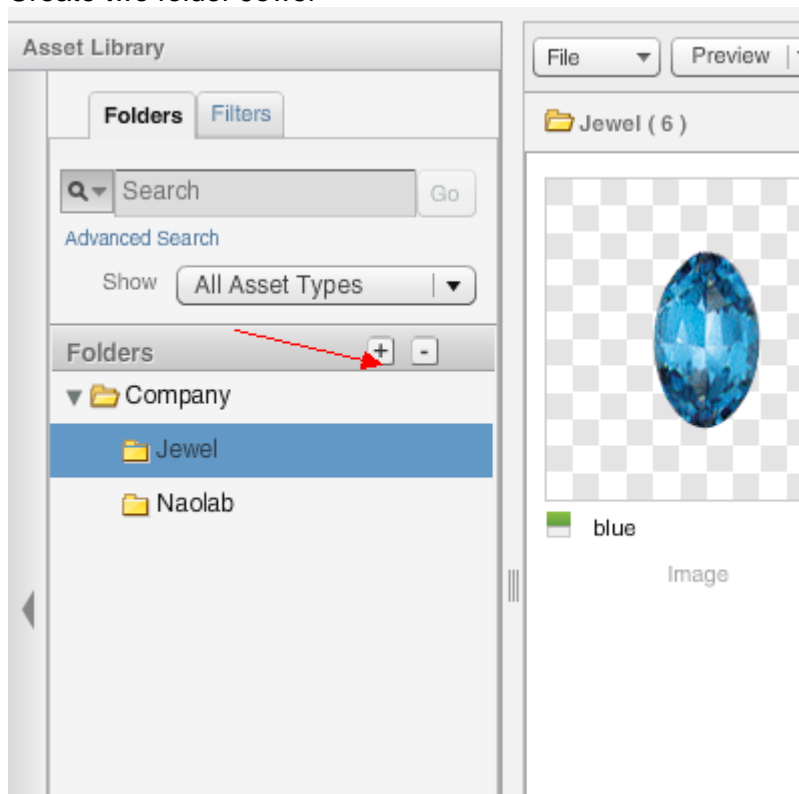 Asset Library
Folders
Filters
Search
Go
Advanced Search
Show
All Asset Types
Folders
+
-
Company
Jewel
Naolab
File
Preview
Jewel ( 6 )
blue
Image